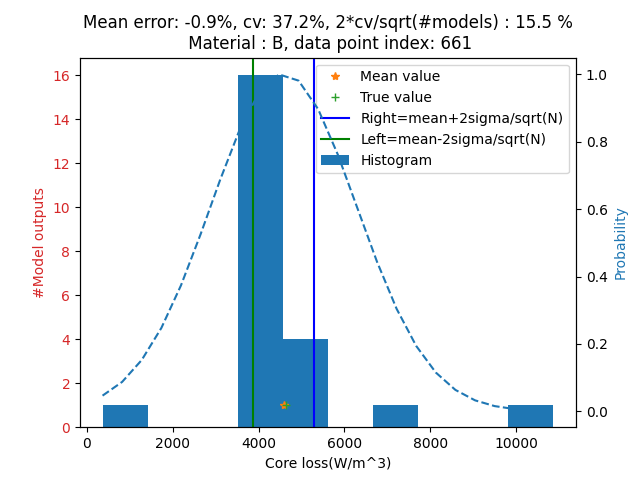 Mean error: -0.9%, cv: 37.2%, 2*cv/sqrt(#models) : 15.5 %
Material : B, data point index: 661
Mean value
True value
Right=mean+2sigma/sqrt(N)
Left=mean-2sigma/sqrt(N)
Histogram
#Model outputs
16
14
12
10
8
6
4
2
0
1.0
0.8
0.6
0.4
0.2
0.0
Probability
0 2000 4000 6000 8000 10000
Core loss(W/m^3)